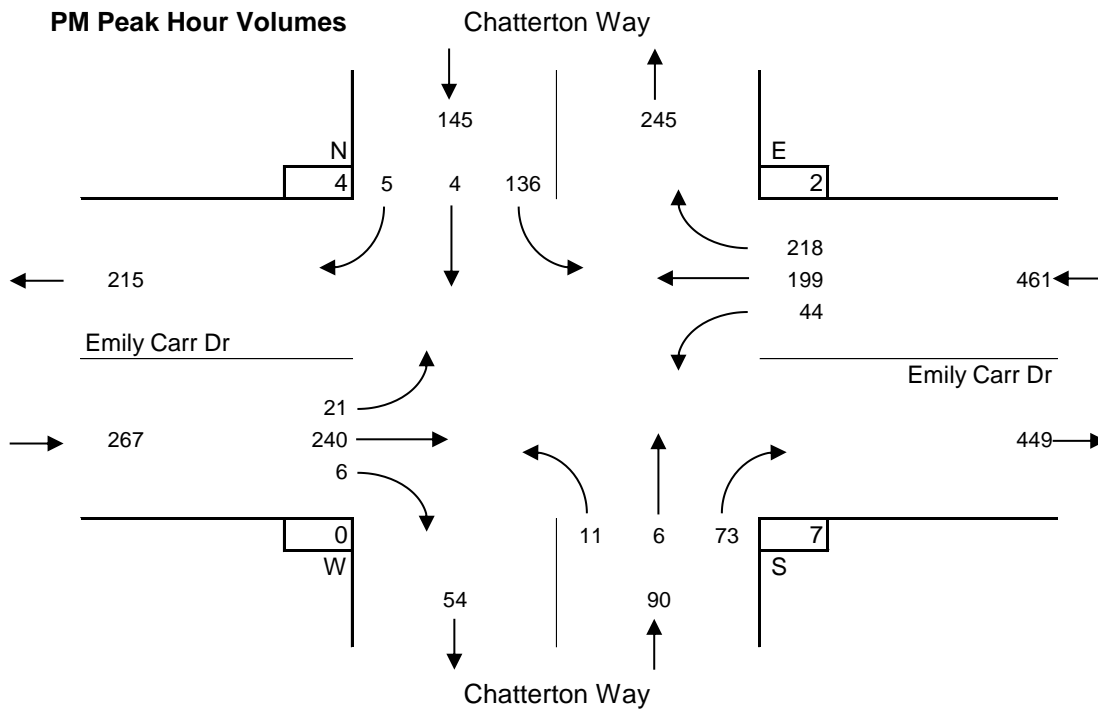 PM Peak Hour Volumes Chatterton Way
145 245
N E
4 5 4 136 2
218
215 199 461
44
Emily Carr Dr
Emily Carr Dr
21
267 240 449
6
0 11 6 73 7
W S
54 90
Chatterton Way